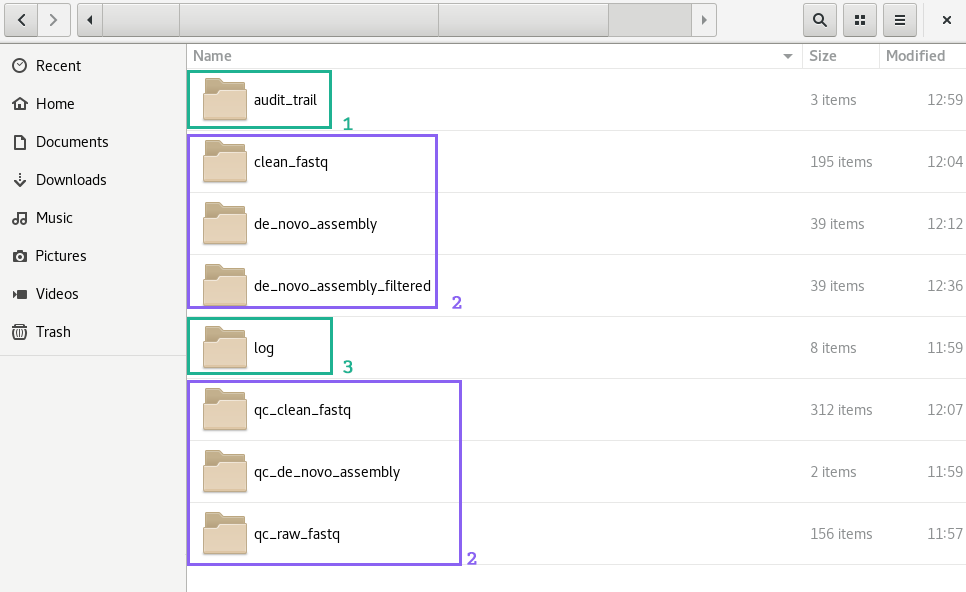 Name Size Modified
Recent
Home
Documents
Downloads
Music
Pictures
Videos
Trash
audit_trail 3 items 12:59
1
clean_fastq 195 items 12:04
de_novo_assembly 39 items 12:12
de_novo_assembly_filtered 39 items 12:36
2
log 8 items 11:59
3
qc_clean_fastq 312 items 12:07
qc_de_novo_assembly 2 items 11:59
qc_raw_fastq 156 items 11:57
2